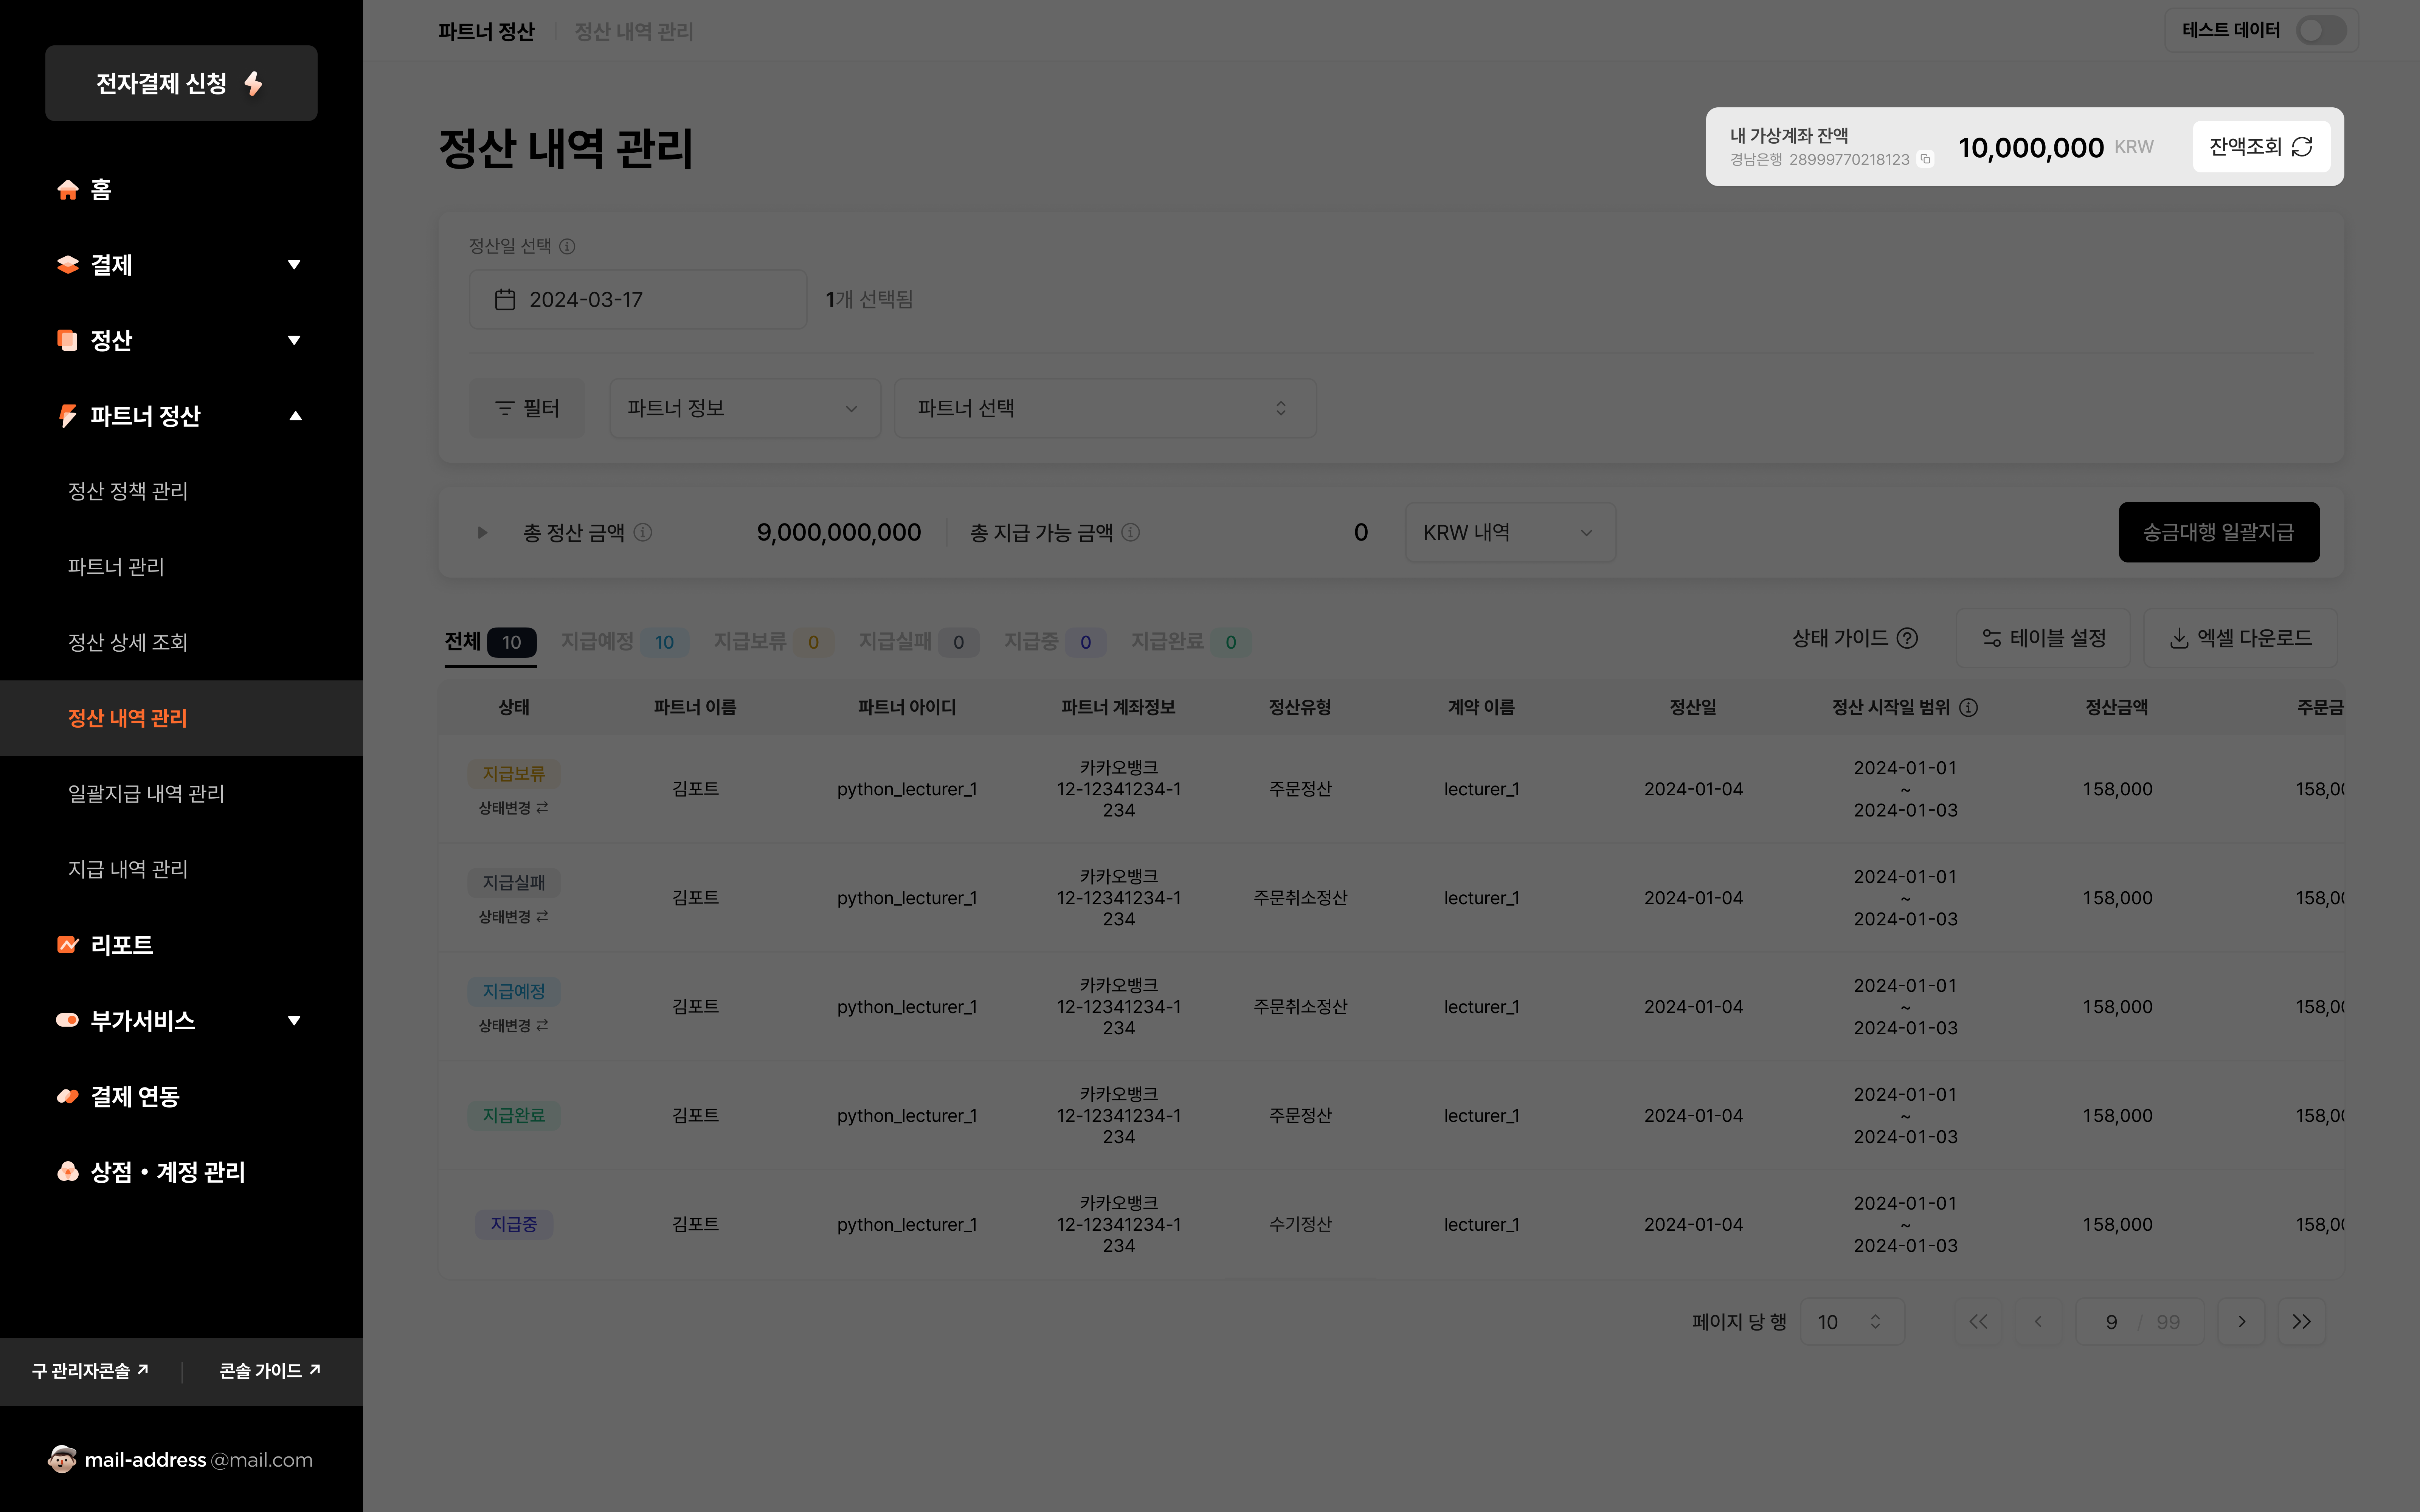 전자결제 신청
홈
결제
정산
파트너 정산
정산 정책 관리
파트너 관리
정산 상세 조회
정산 내역 관리
일괄지급 내역 관리
지급 내역 관리
리포트
부가서비스
결제 연동
상점 • 계정 관리
구 관리자콘솔
콘솔 가이드
mail-address@mail.com
파트너 정산 정산 내역 관리
테스트 데이터
정산 내역 관리
내 가상계좌 잔액
경남은행 28999770218123
10,000,000 KRW
잔액조회
정산일 선택
2024-03-17 1개 선택됨
필터 파트너 정보 파트너 선택
총 정산 금액 9,000,000,000 총 지급 가능 금액 0 KRW 내역 송금대행 일괄지급
전체 10 지급예정 10 지급보류 0 지급실패 0 지급중 0 지급완료 0
상태 가이드 테이블 설정 엑셀 다운로드
상태 파트너 이름 파트너 아이디 파트너 계좌정보 정산유형 계약 이름 정산일 정산 시작일 범위 정산금액 주문금
지급보류
상태변경
김포트
python_lecturer_1
카카오뱅크
12-12341234-1
234
주문정산
lecturer_1
2024-01-04
2024-01-01
~
2024-01-03
158,000
158,00
지급실패
상태변경
김포트
python_lecturer_1
카카오뱅크
12-12341234-1
234
주문취소정산
lecturer_1
2024-01-04
2024-01-01
~
2024-01-03
158,000
158,00
지급예정
상태변경
김포트
python_lecturer_1
카카오뱅크
12-12341234-1
234
주문취소정산
lecturer_1
2024-01-04
2024-01-01
~
2024-01-03
158,000
158,00
지급완료
김포트
python_lecturer_1
카카오뱅크
12-12341234-1
234
주문정산
lecturer_1
2024-01-04
2024-01-01
~
2024-01-03
158,000
158,00
지급중
김포트
python_lecturer_1
카카오뱅크
12-12341234-1
234
수기정산
lecturer_1
2024-01-04
2024-01-01
~
2024-01-03
158,000
158,00
페이지 당 행 10 9 / 99